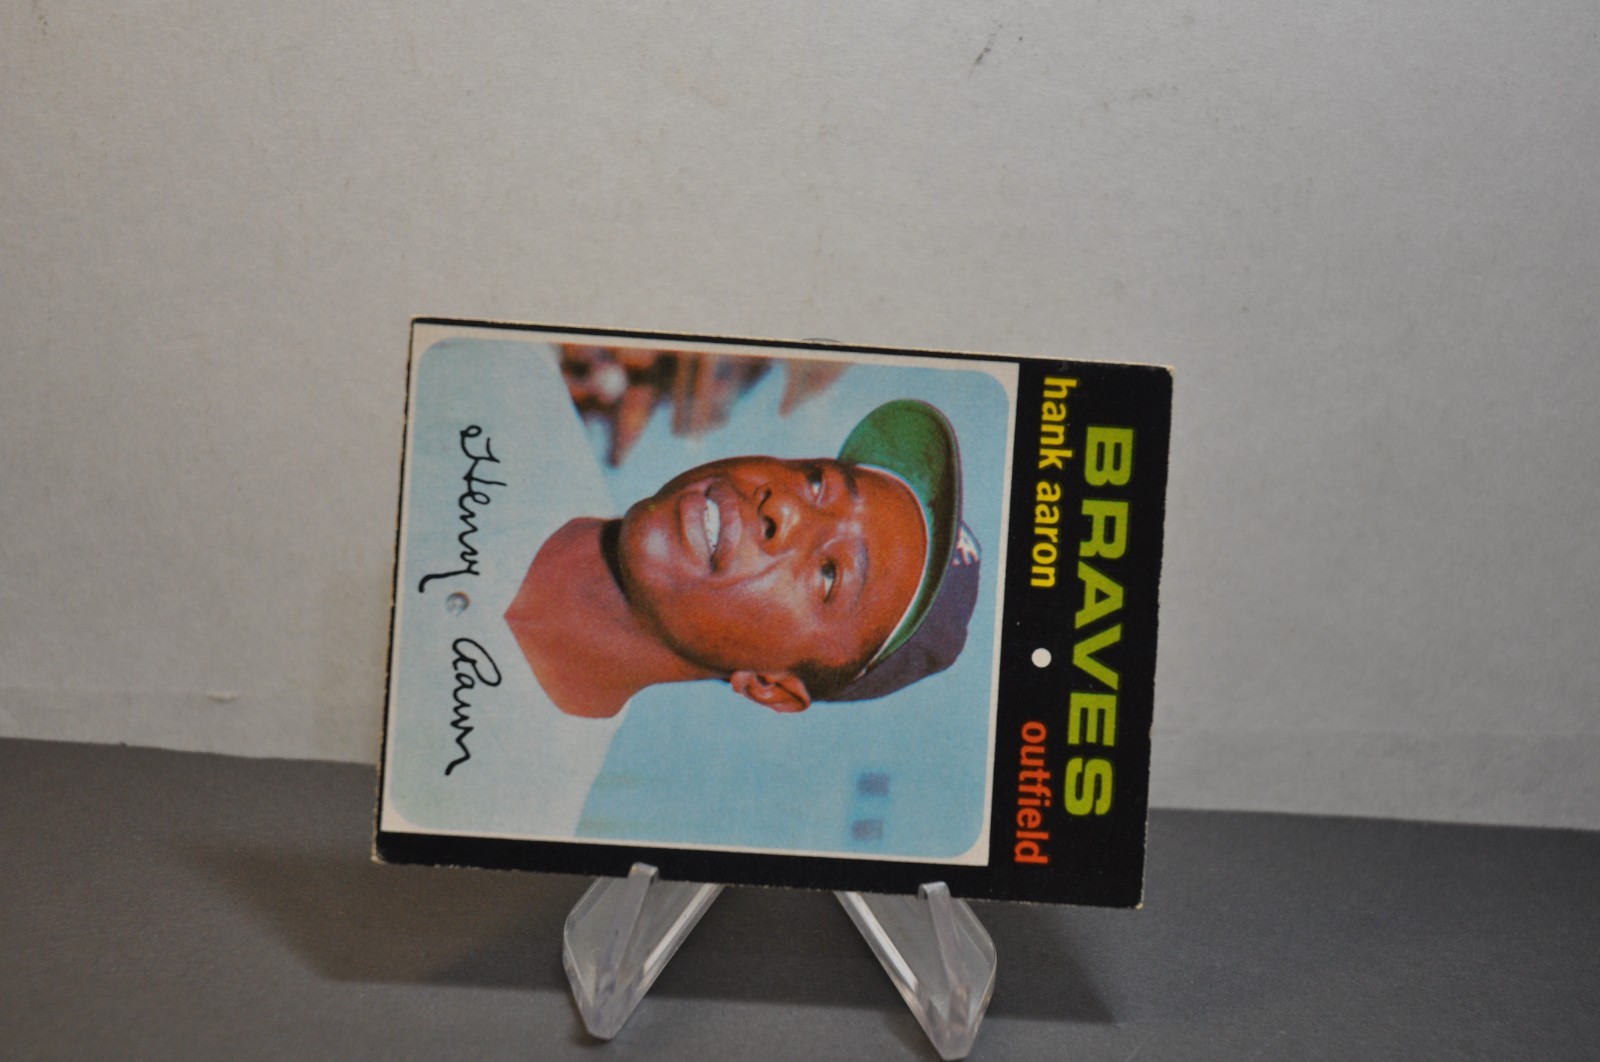 BRAVES
hank aaron • outfield
Henry Aaron